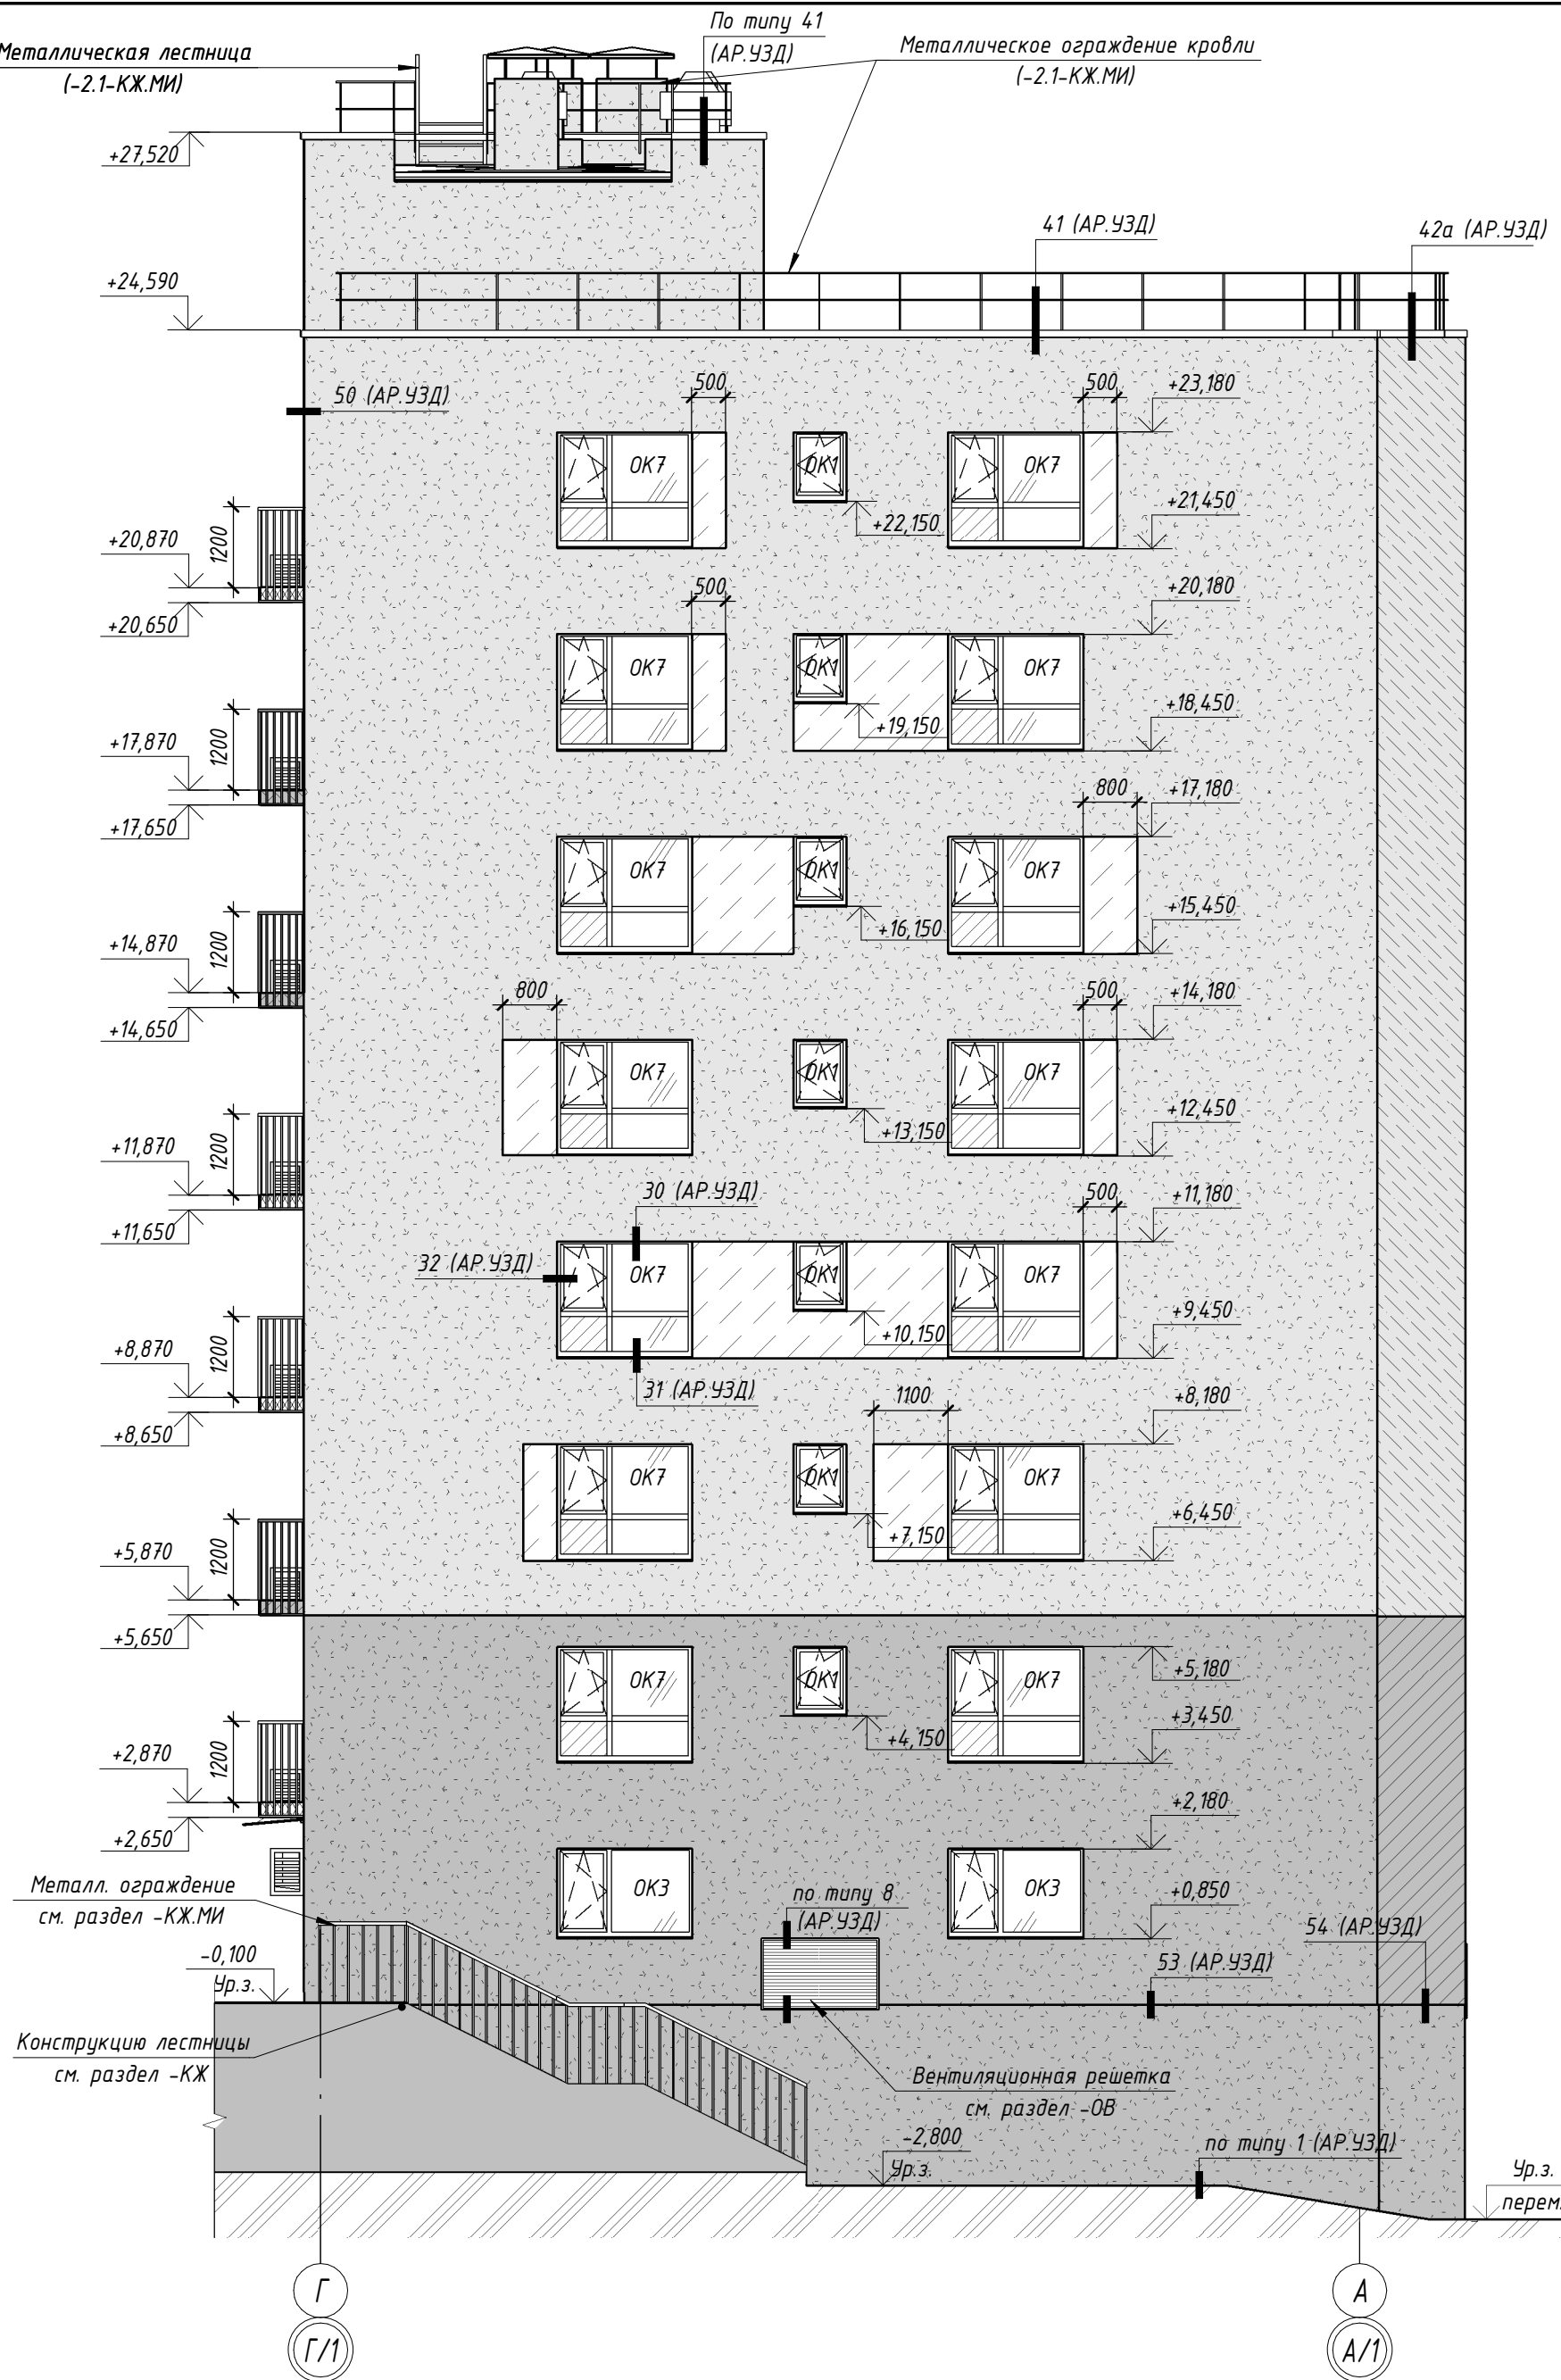 Металлическая лестница
(-2.1-КЖ.МИ)
По типу 41
(АР.УЗД)
Металлическое ограждение кровли
(-2.1-КЖ.МИ)
+27,520
41 (АР.УЗД)
42а (АР.УЗД)
+24,590
50 (АР.УЗД)
500
500
+23,180
ОК7
ОК1
ОК7
+21,450
+22,150
+20,870
1200
+20,650
500
+20,180
ОК7
ОК1
ОК7
+19,150
+18,450
+17,870
1200
+17,650
800
+17,180
ОК7
ОК1
ОК7
+16,150
+15,450
+14,870
1200
+14,650
800
500
+14,180
ОК7
ОК1
ОК7
+13,150
+12,450
+11,870
1200
+11,650
30 (АР.УЗД)
500
+11,180
32 (АР.УЗД)
ОК7
ОК1
ОК7
+10,150
+9,450
+8,870
1200
+8,650
31 (АР.УЗД)
1100
+8,180
ОК7
ОК1
ОК7
+7,150
+6,450
+5,870
1200
+5,650
ОК7
ОК1
ОК7
+5,180
+4,150
+3,450
+2,870
1200
+2,650
+2,180
ОК3
ОК3
+0,850
Металл. ограждение
см. раздел -КЖ.МИ
по типу 8
(АР.УЗД)
-0,100
Ур.з.
53 (АР.УЗД)
54 (АР.УЗД)
Конструкцию лестницы
см. раздел -КЖ
Вентиляционная решетка
см. раздел -ОВ
-2,800
Ур.з.
по типу 1 (АР.УЗД)
Ур.з.
перем.
Г
Г/1
А
А/1